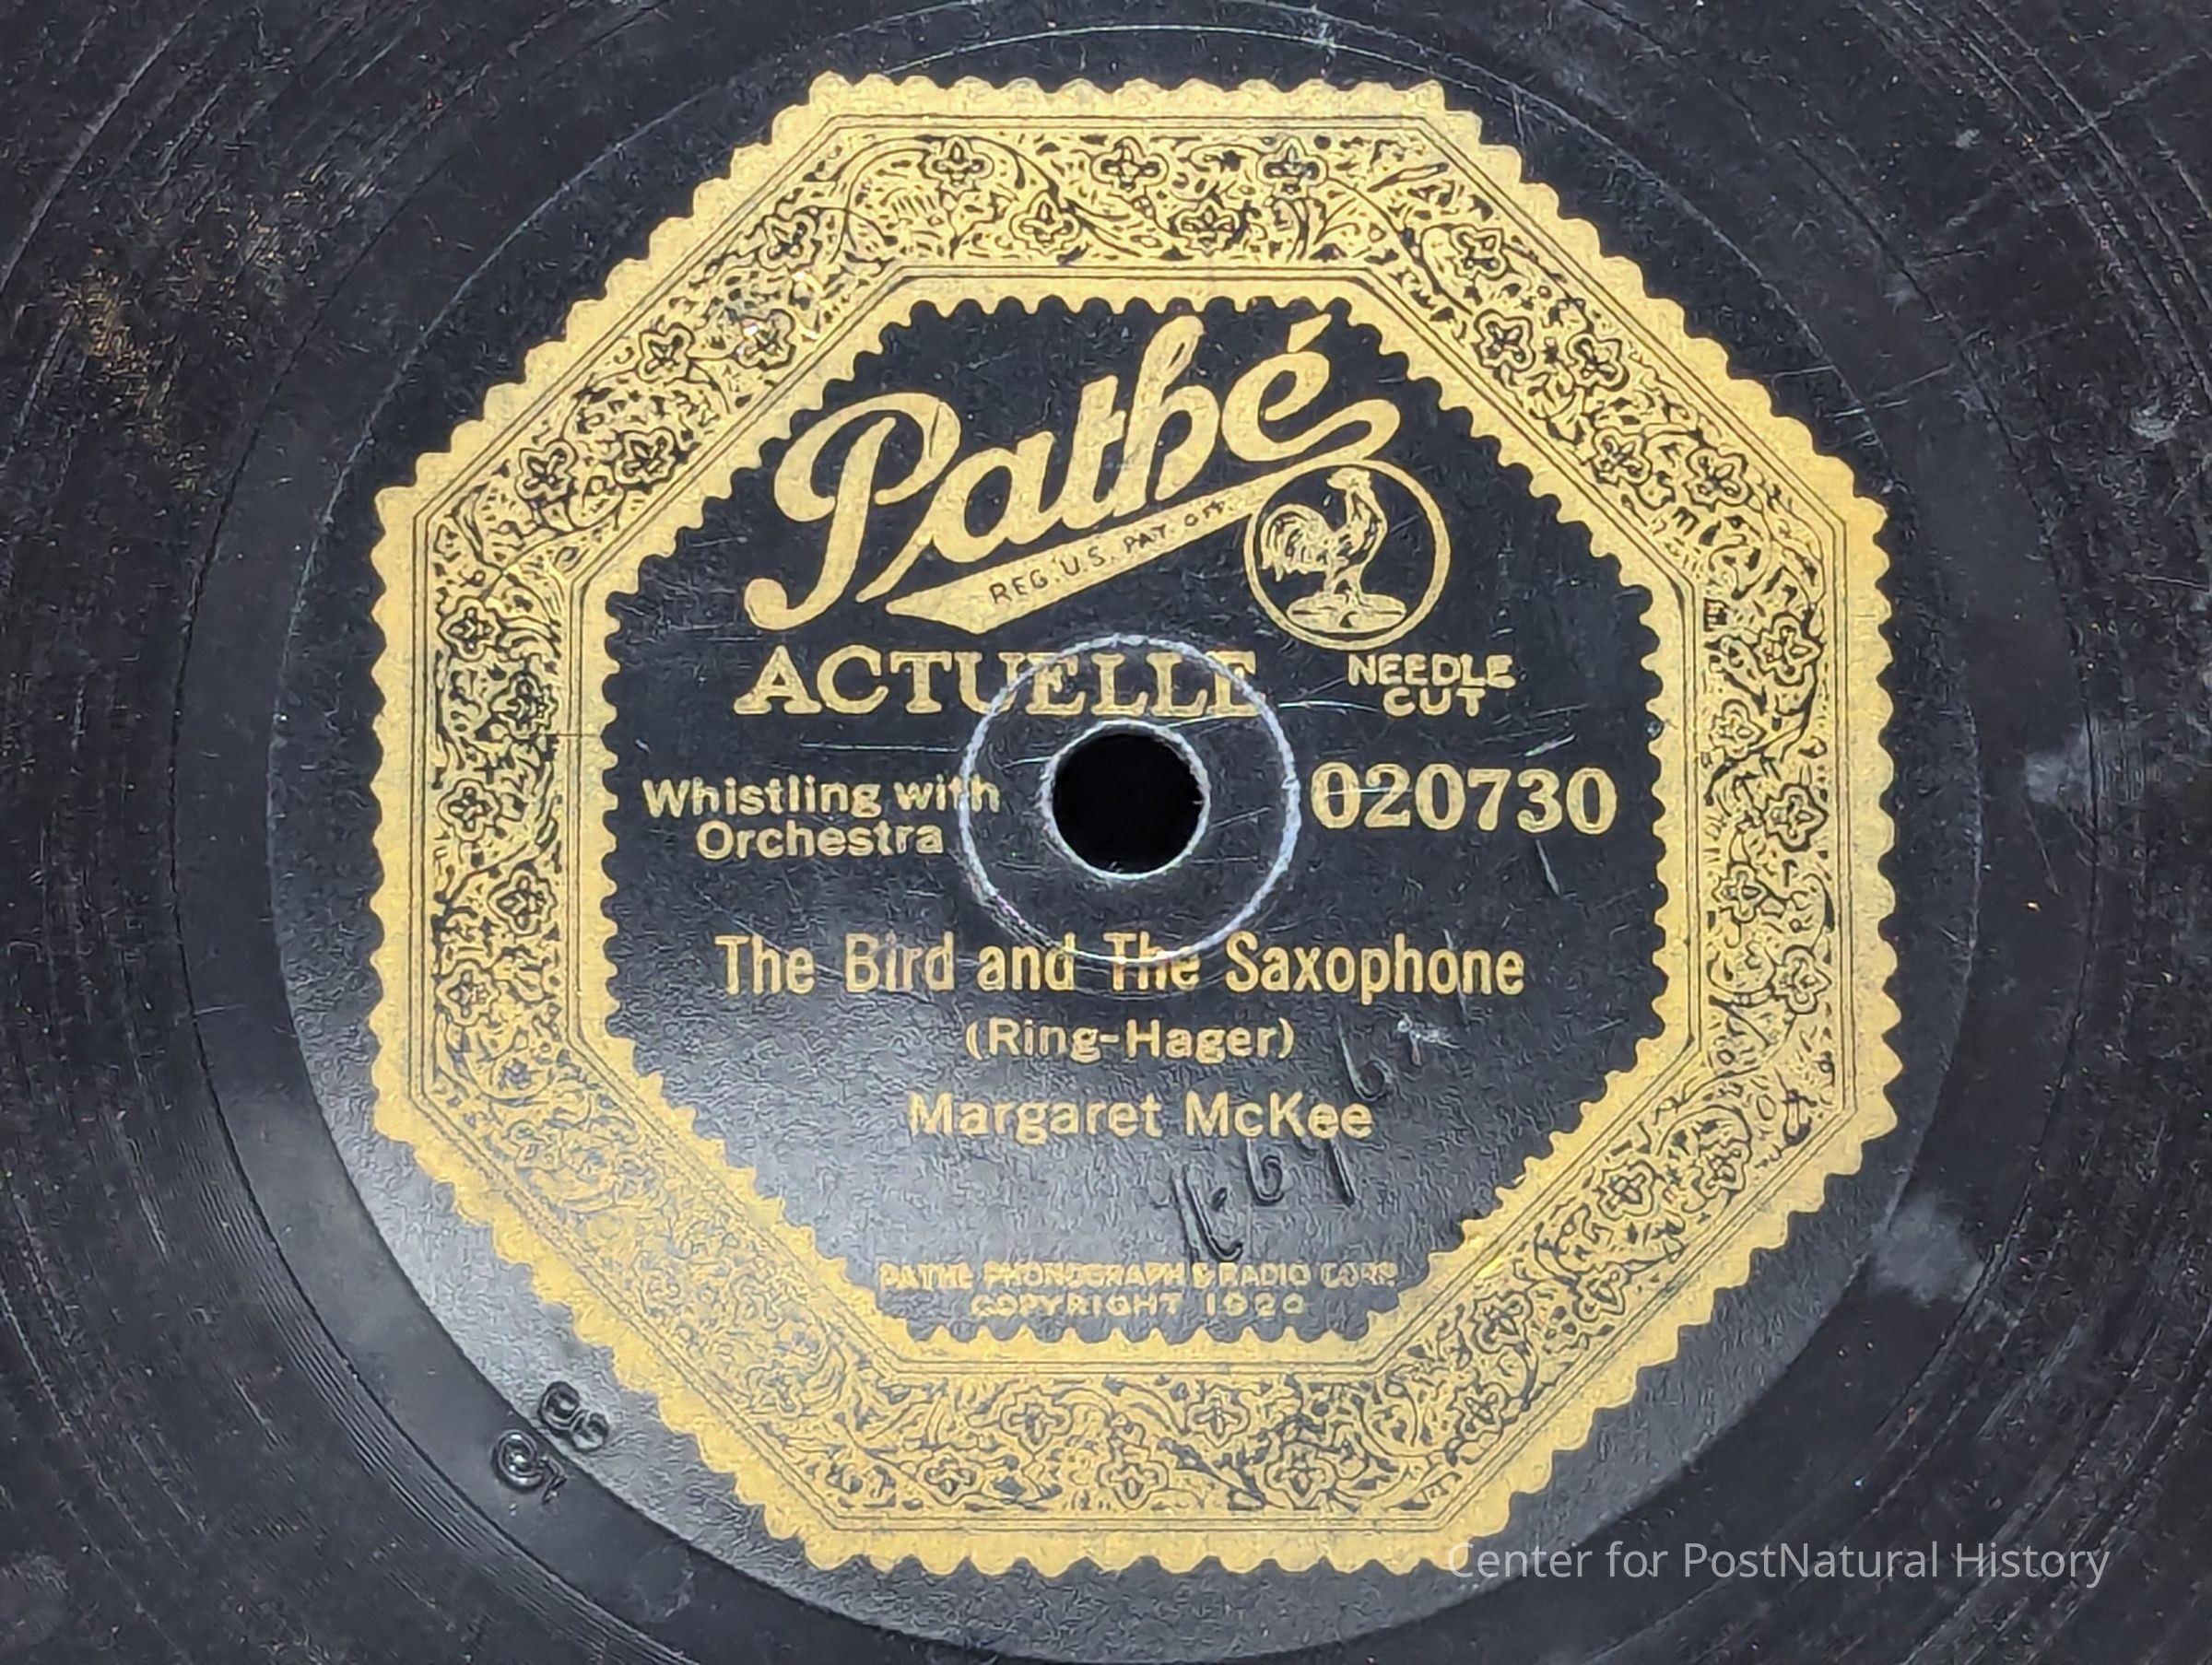 Pathé
REG. U.S. PAT. OFF.
ACTUELLE
NEEDLE
CUT
Whistling with
Orchestra
020730
The Bird and The Saxophone
(Ring-Hager)
Margaret McKee
PATHE PHONOGRAPH & RADIO CORP.
COPYRIGHT 1920
Center for PostNatural History